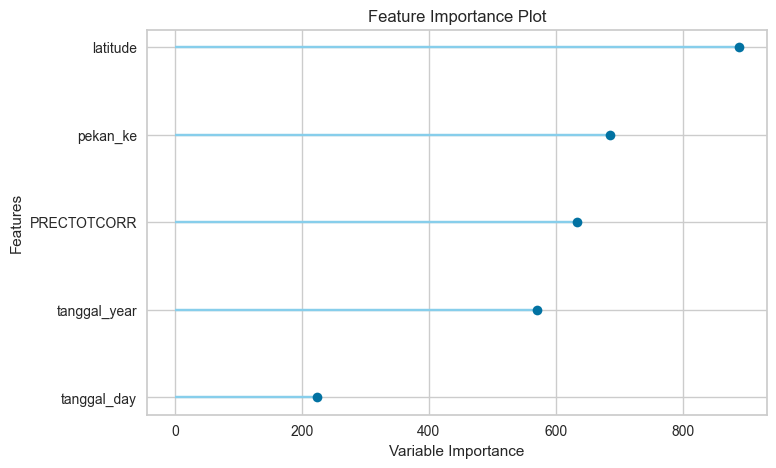 Feature Importance Plot
latitude
pekan_ke
PRECTOTCORR
tanggal_year
tanggal_day
Features
0 200 400 600 800
Variable Importance